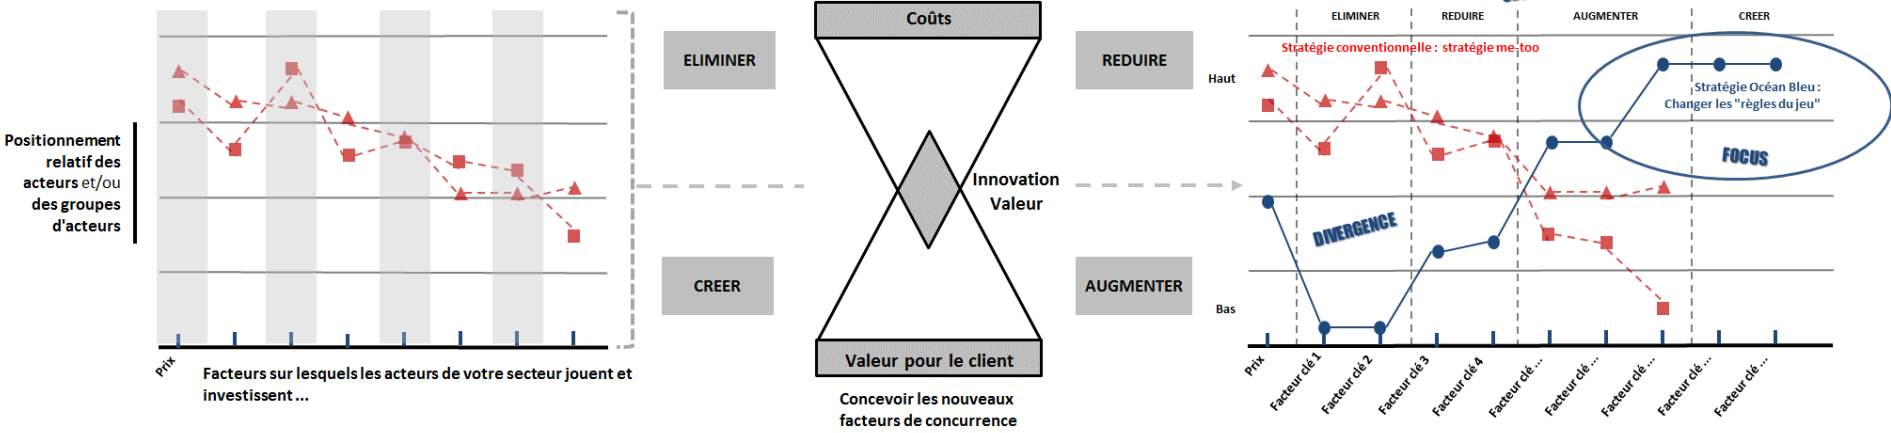 Positionnement
relatif des
acteurs et/ou
des groupes
d'acteurs
Prix
Facteurs sur lesquels les acteurs de votre secteur jouent et
investissent ...
ELIMINER
CREER
Coûts
Innovation
Valeur
Valeur pour le client
Concevoir les nouveaux
facteurs de concurrence
REDUIRE
AUGMENTER
ELIMINER
REDUIRE
AUGMENTER
CREER
Stratégie conventionnelle : stratégie me-too
Haut
Stratégie Océan Bleu :
Changer les "règles du jeu"
FOCUS
DIVERGENCE
Bas
Prix
Facteur clé 1
Facteur clé 2
Facteur clé 3
Facteur clé 4
Facteur clé ...
Facteur clé ...
Facteur clé ...
Facteur clé ...
Facteur clé ...